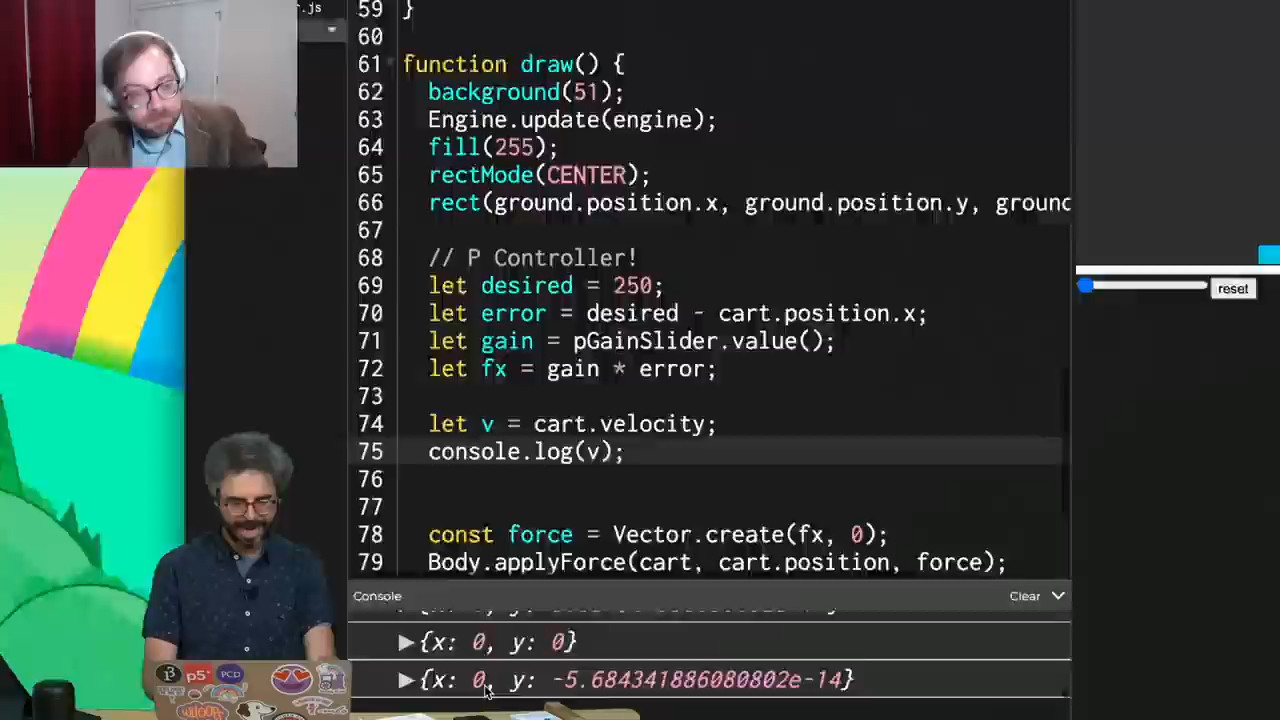 r.js
59 }
60
61 function draw() {
62 background(51);
63 Engine.update(engine);
64 fill(255);
65 rectMode(CENTER);
66 rect(ground.position.x, ground.position.y, ground
67
68 // P Controller!
69 let desired = 250;
70 let error = desired - cart.position.x;
71 let gain = pGainSlider.value();
72 let fx = gain * error;
73
74 let v = cart.velocity;
75 console.log(v);
76
77
78 const force = Vector.create(fx, 0);
79 Body.applyForce(cart, cart.position, force);
reset
Console
Clear
▶{x: 0, y: 0}
▶{x: 0, y: -5.684341886080802e-14}
p5*
PCD
WHOOP